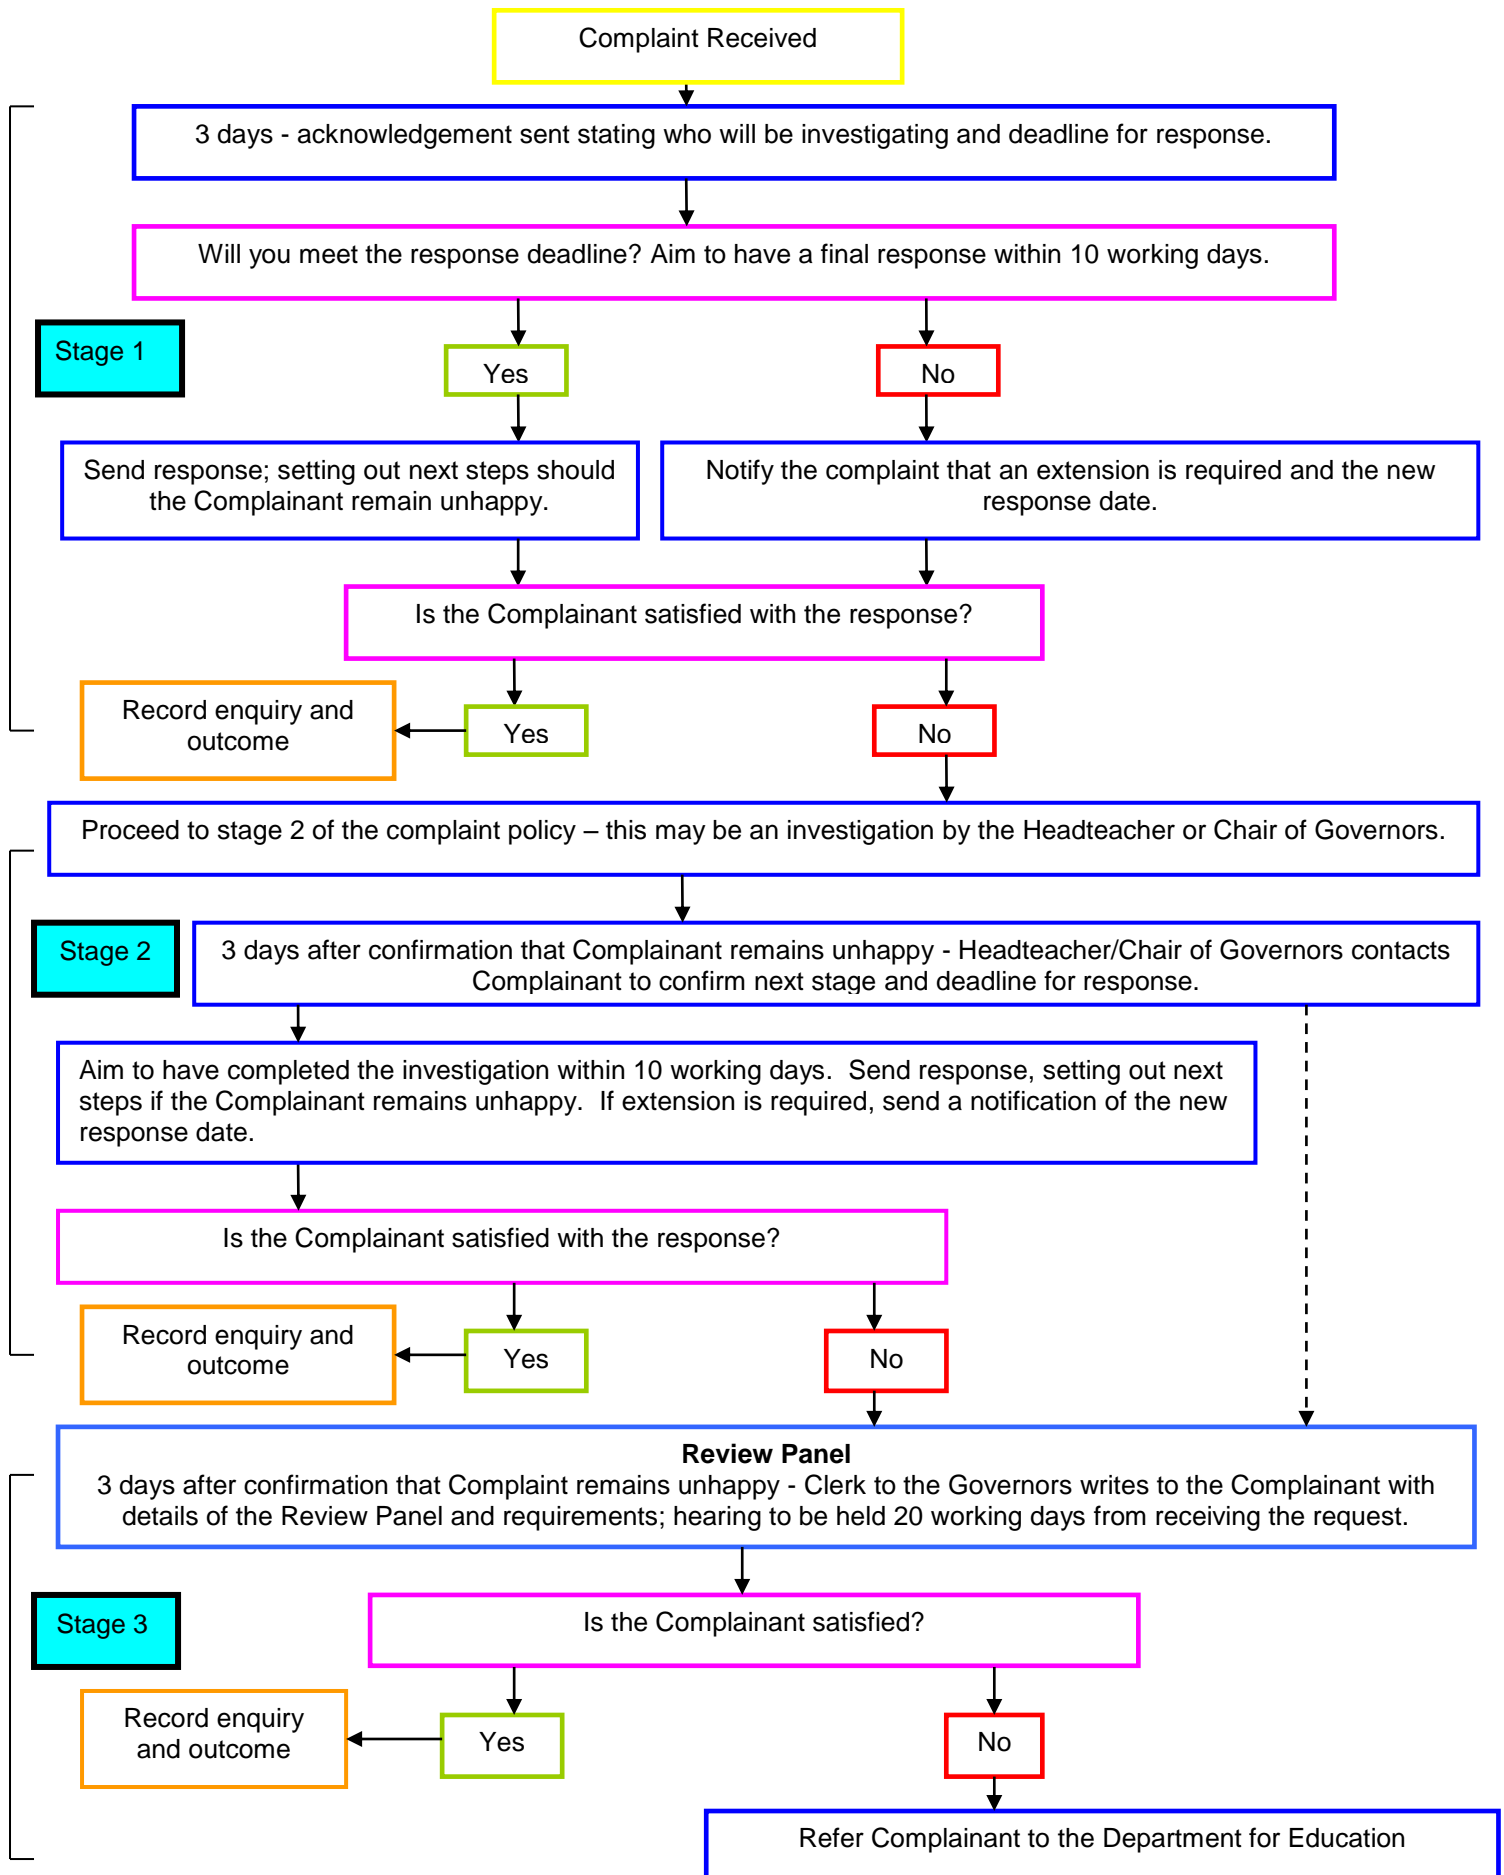 Complaint Received
3 days - acknowledgement sent stating who will be investigating and deadline for response.
Will you meet the response deadline? Aim to have a final response within 10 working days.
Stage 1
Yes
No
Send response; setting out next steps should
the Complainant remain unhappy.
Notify the complaint that an extension is required and the new
response date.
Is the Complainant satisfied with the response?
Record enquiry and
outcome
Yes
No
Proceed to stage 2 of the complaint policy – this may be an investigation by the Headteacher or Chair of Governors.
Stage 2
3 days after confirmation that Complainant remains unhappy - Headteacher/Chair of Governors contacts
Complainant to confirm next stage and deadline for response.
Aim to have completed the investigation within 10 working days.  Send response, setting out next
steps if the Complainant remains unhappy.  If extension is required, send a notification of the new
response date.
Is the Complainant satisfied with the response?
Record enquiry and
outcome
Yes
No
Review Panel
3 days after confirmation that Complaint remains unhappy - Clerk to the Governors writes to the Complainant with
details of the Review Panel and requirements; hearing to be held 20 working days from receiving the request.
Stage 3
Is the Complainant satisfied?
Record enquiry
and outcome
Yes
No
Refer Complainant to the Department for Education